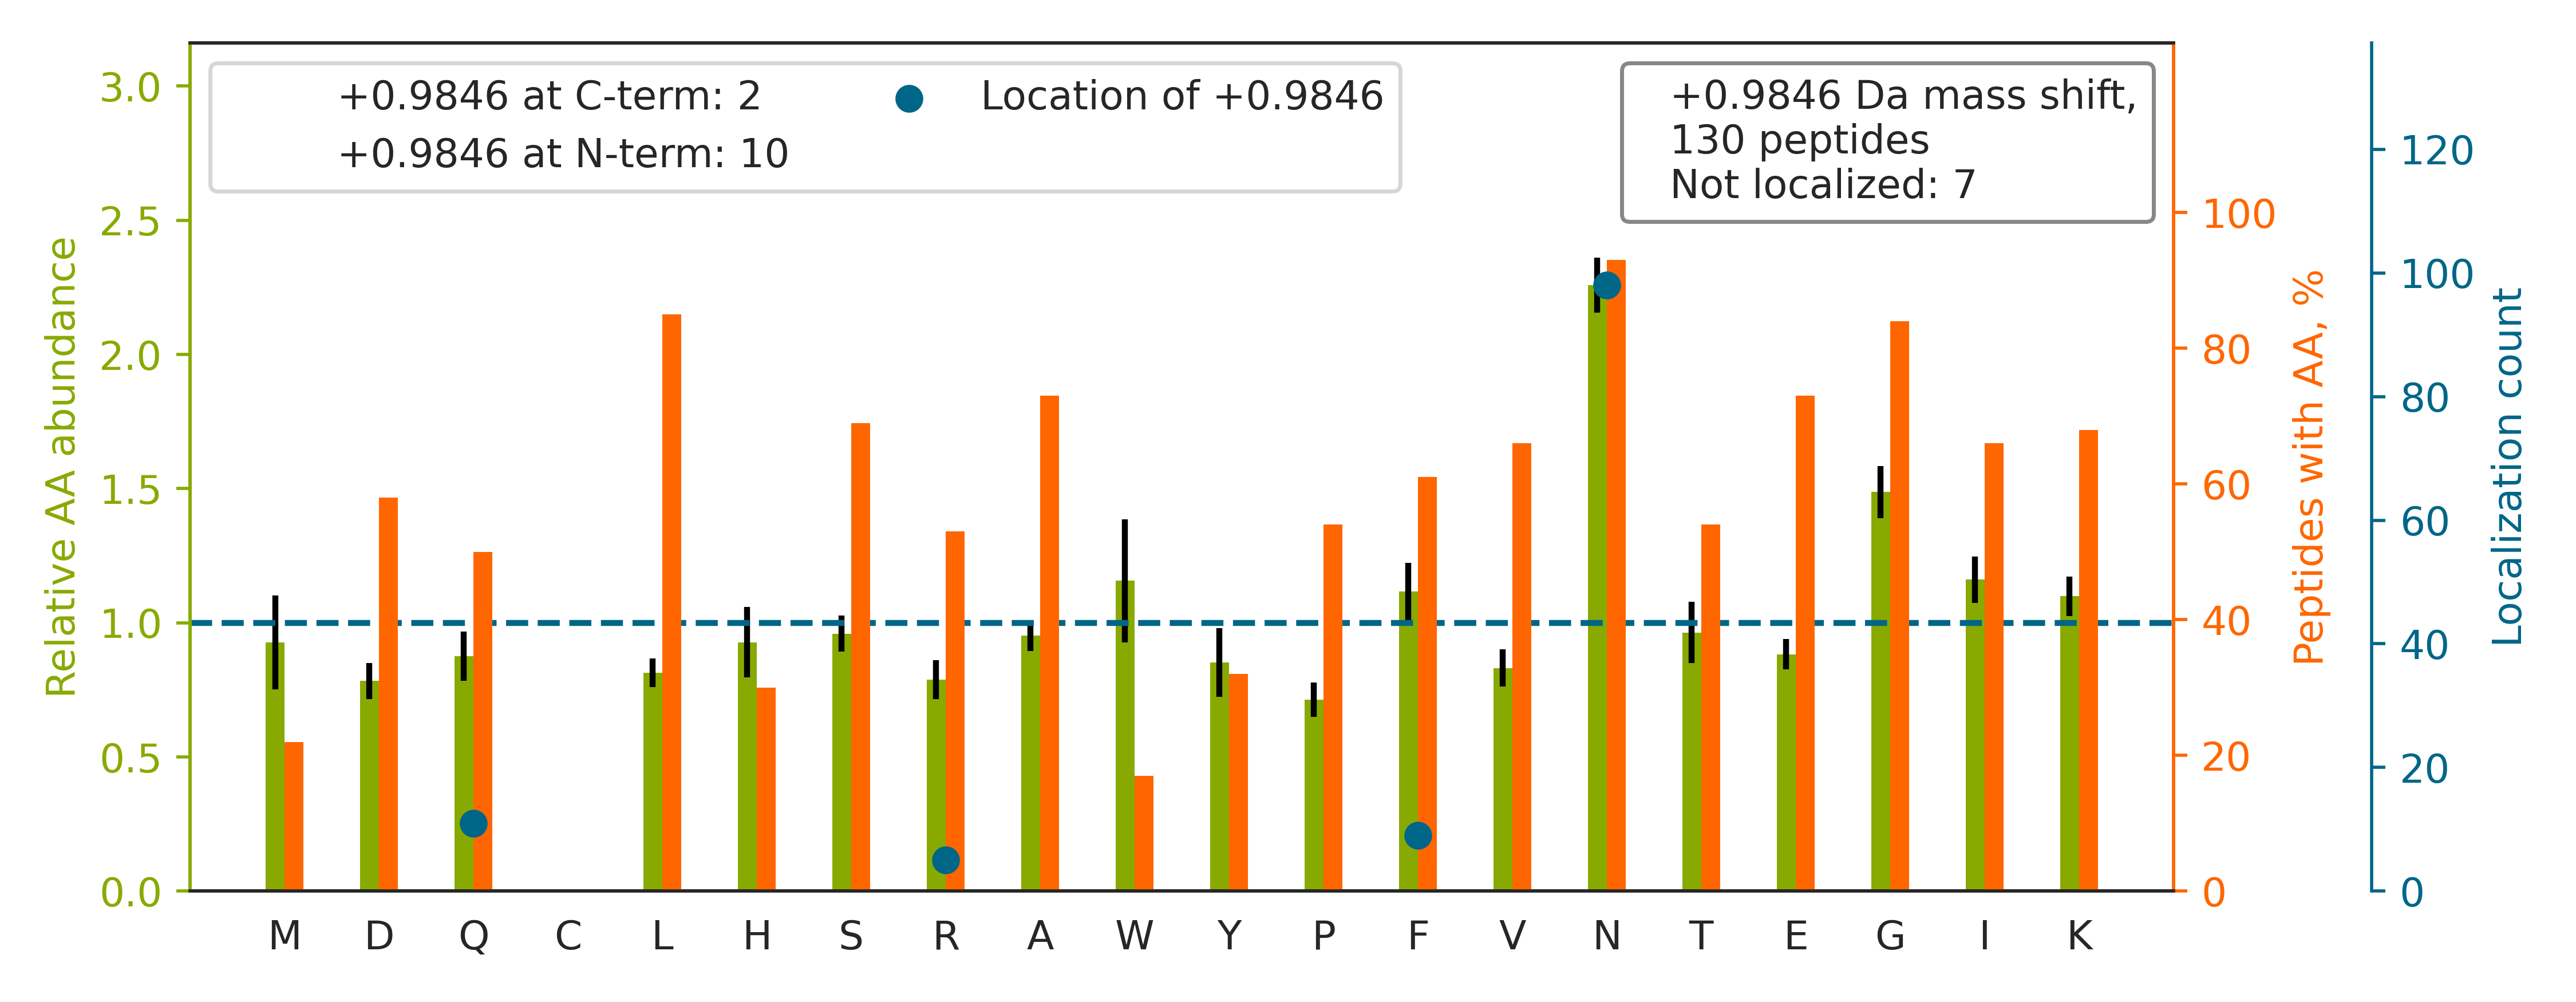 +0.9846 at C-term: 2
+0.9846 at N-term: 10
Location of +0.9846
+0.9846 Da mass shift,
130 peptides
Not localized: 7
Relative AA abundance
3.0
2.5
2.0
1.5
1.0
0.5
0.0
M D Q C L H S R A W Y P F V N T E G I K
100
80
60
40
20
0
Peptides with AA, %
120
100
80
60
40
20
0
Localization count